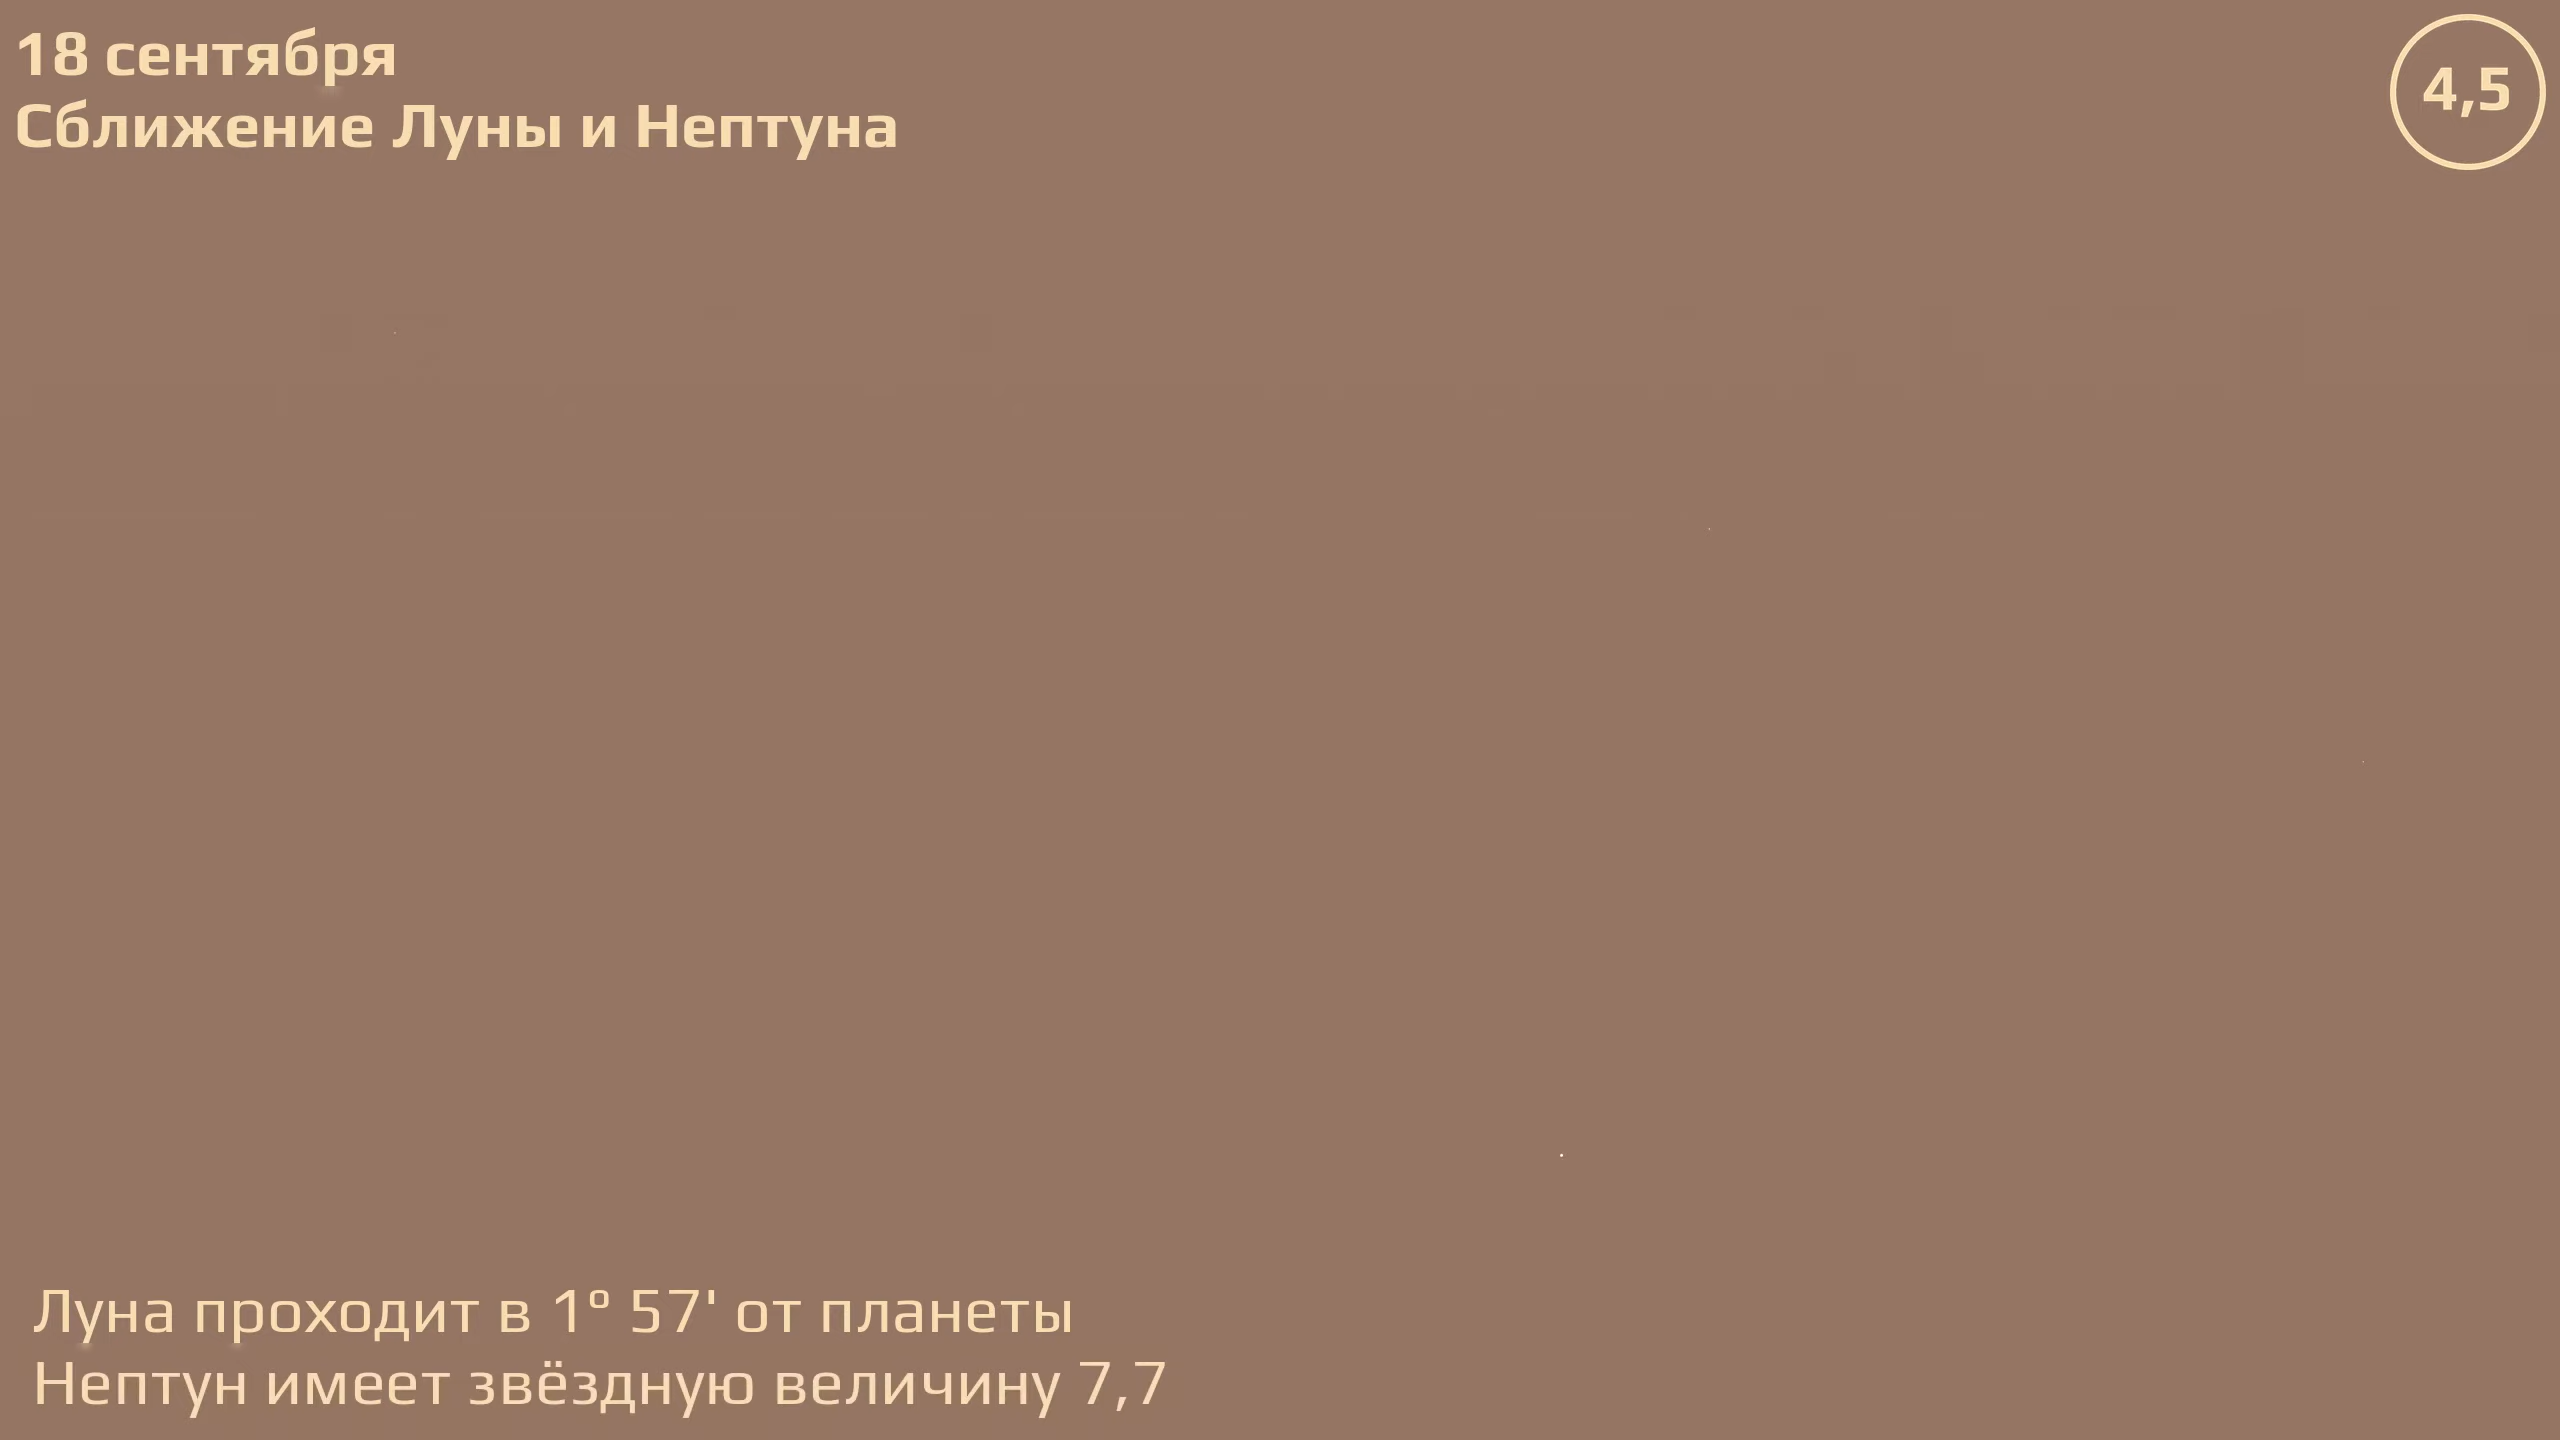 18 сентября
Сближение Луны и Нептуна
4,5
Луна проходит в 1° 57' от планеты
Нептун имеет звёздную величину 7,7